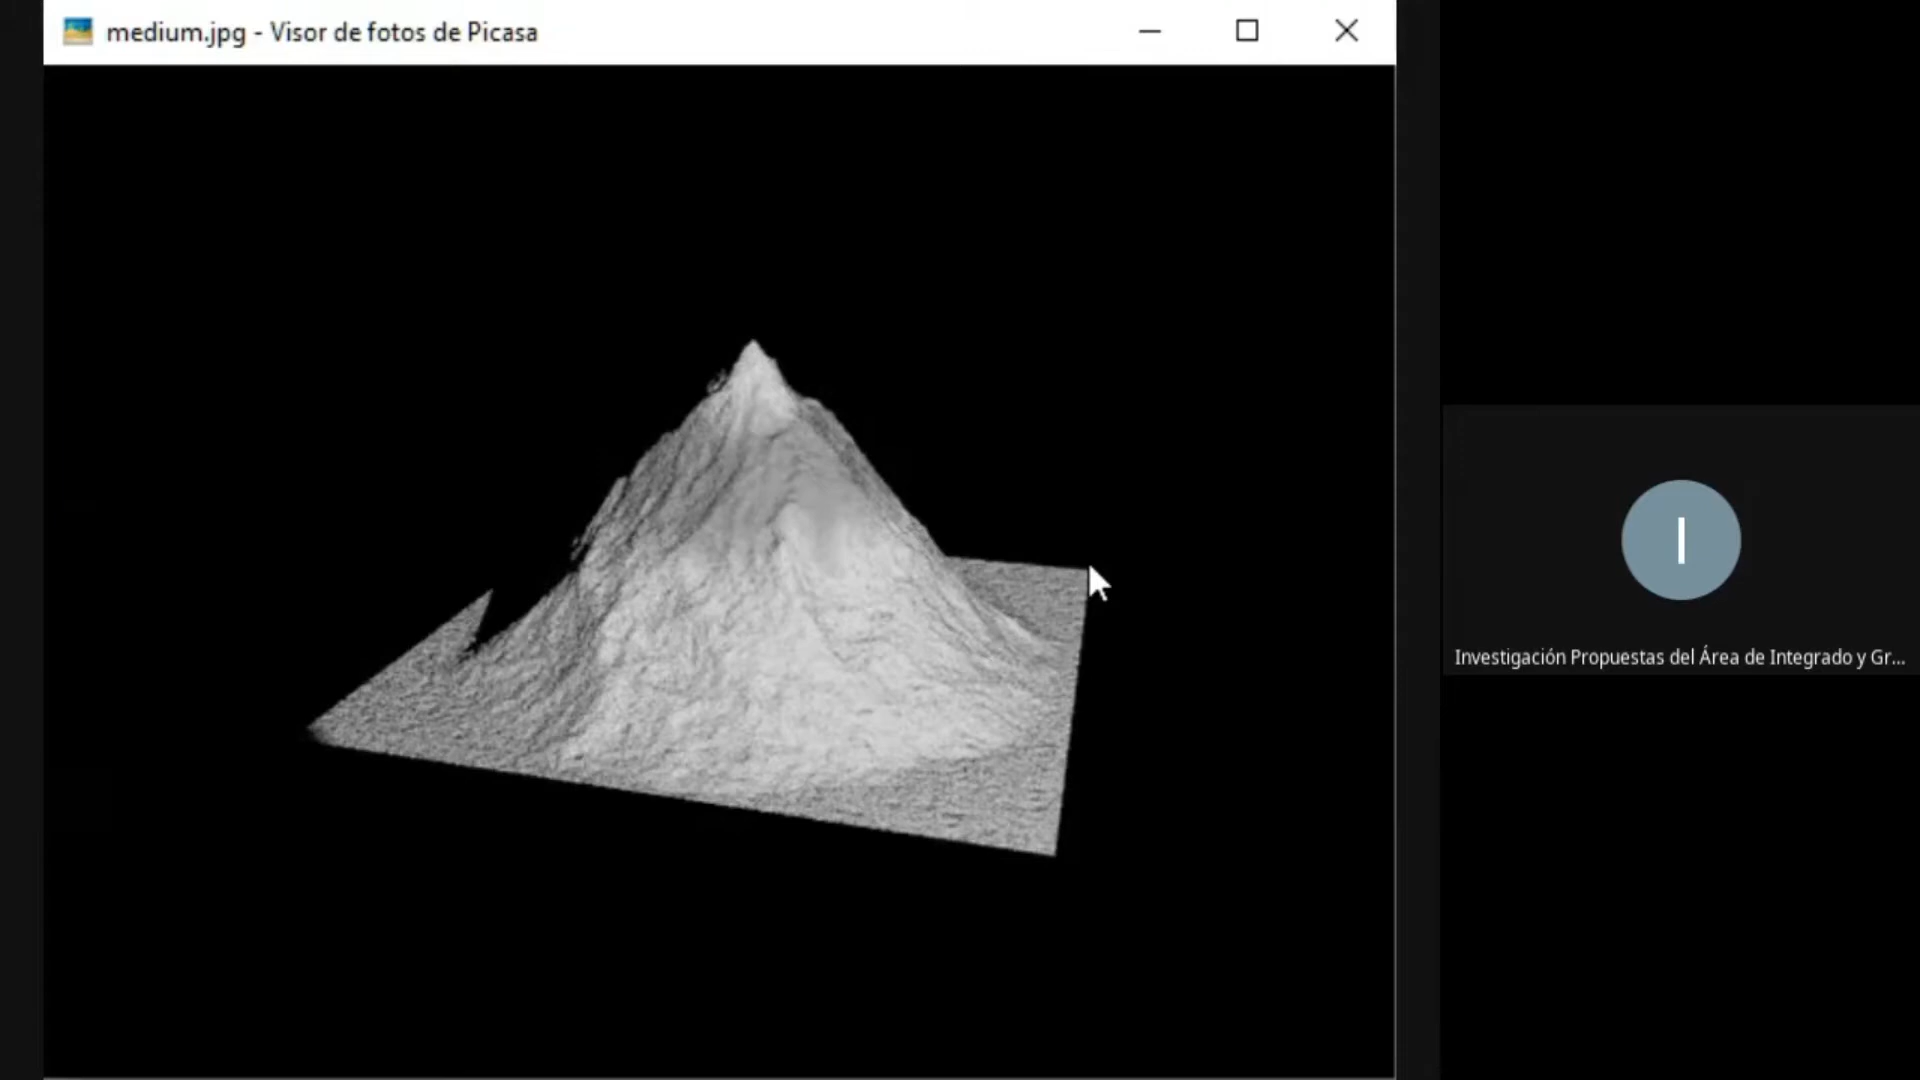 medium.jpg - Visor de fotos de Picasa
I
Investigación Propuestas del Área de Integrado y Gr...